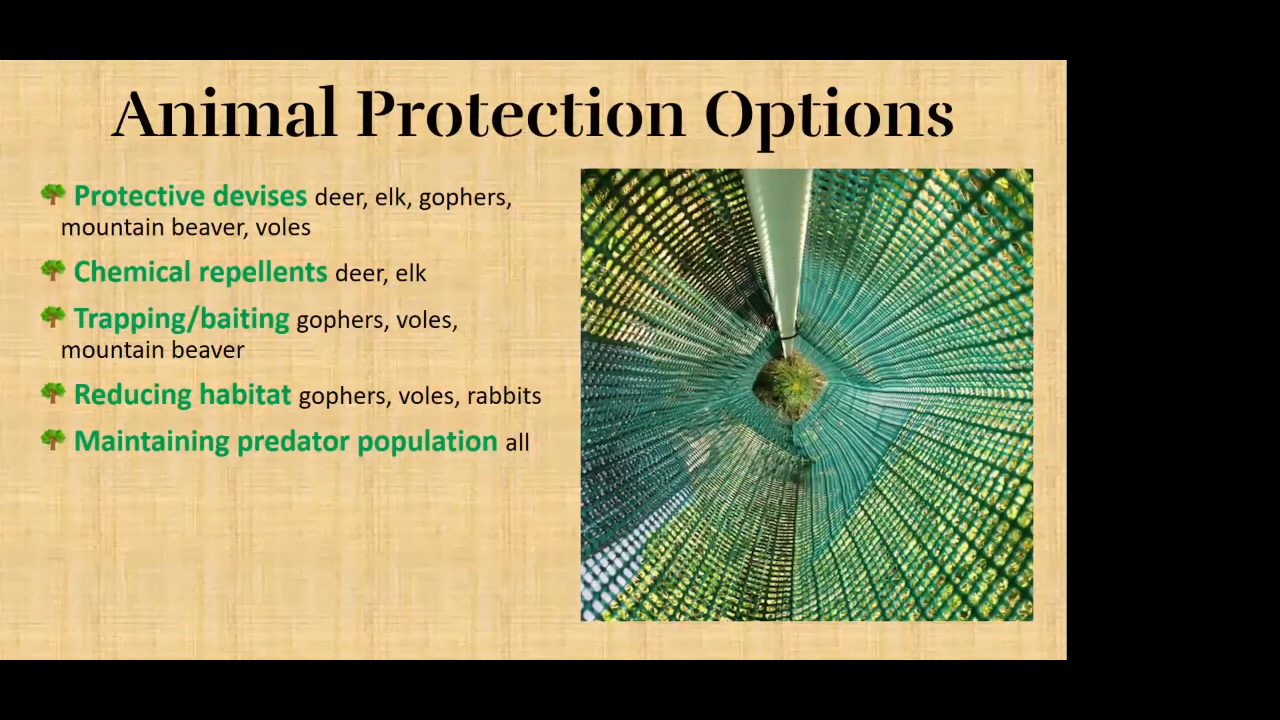 Animal Protection Options
Protective devises deer, elk, gophers,
mountain beaver, voles
Chemical repellents deer, elk
Trapping/baiting gophers, voles,
mountain beaver
Reducing habitat gophers, voles, rabbits
Maintaining predator population all